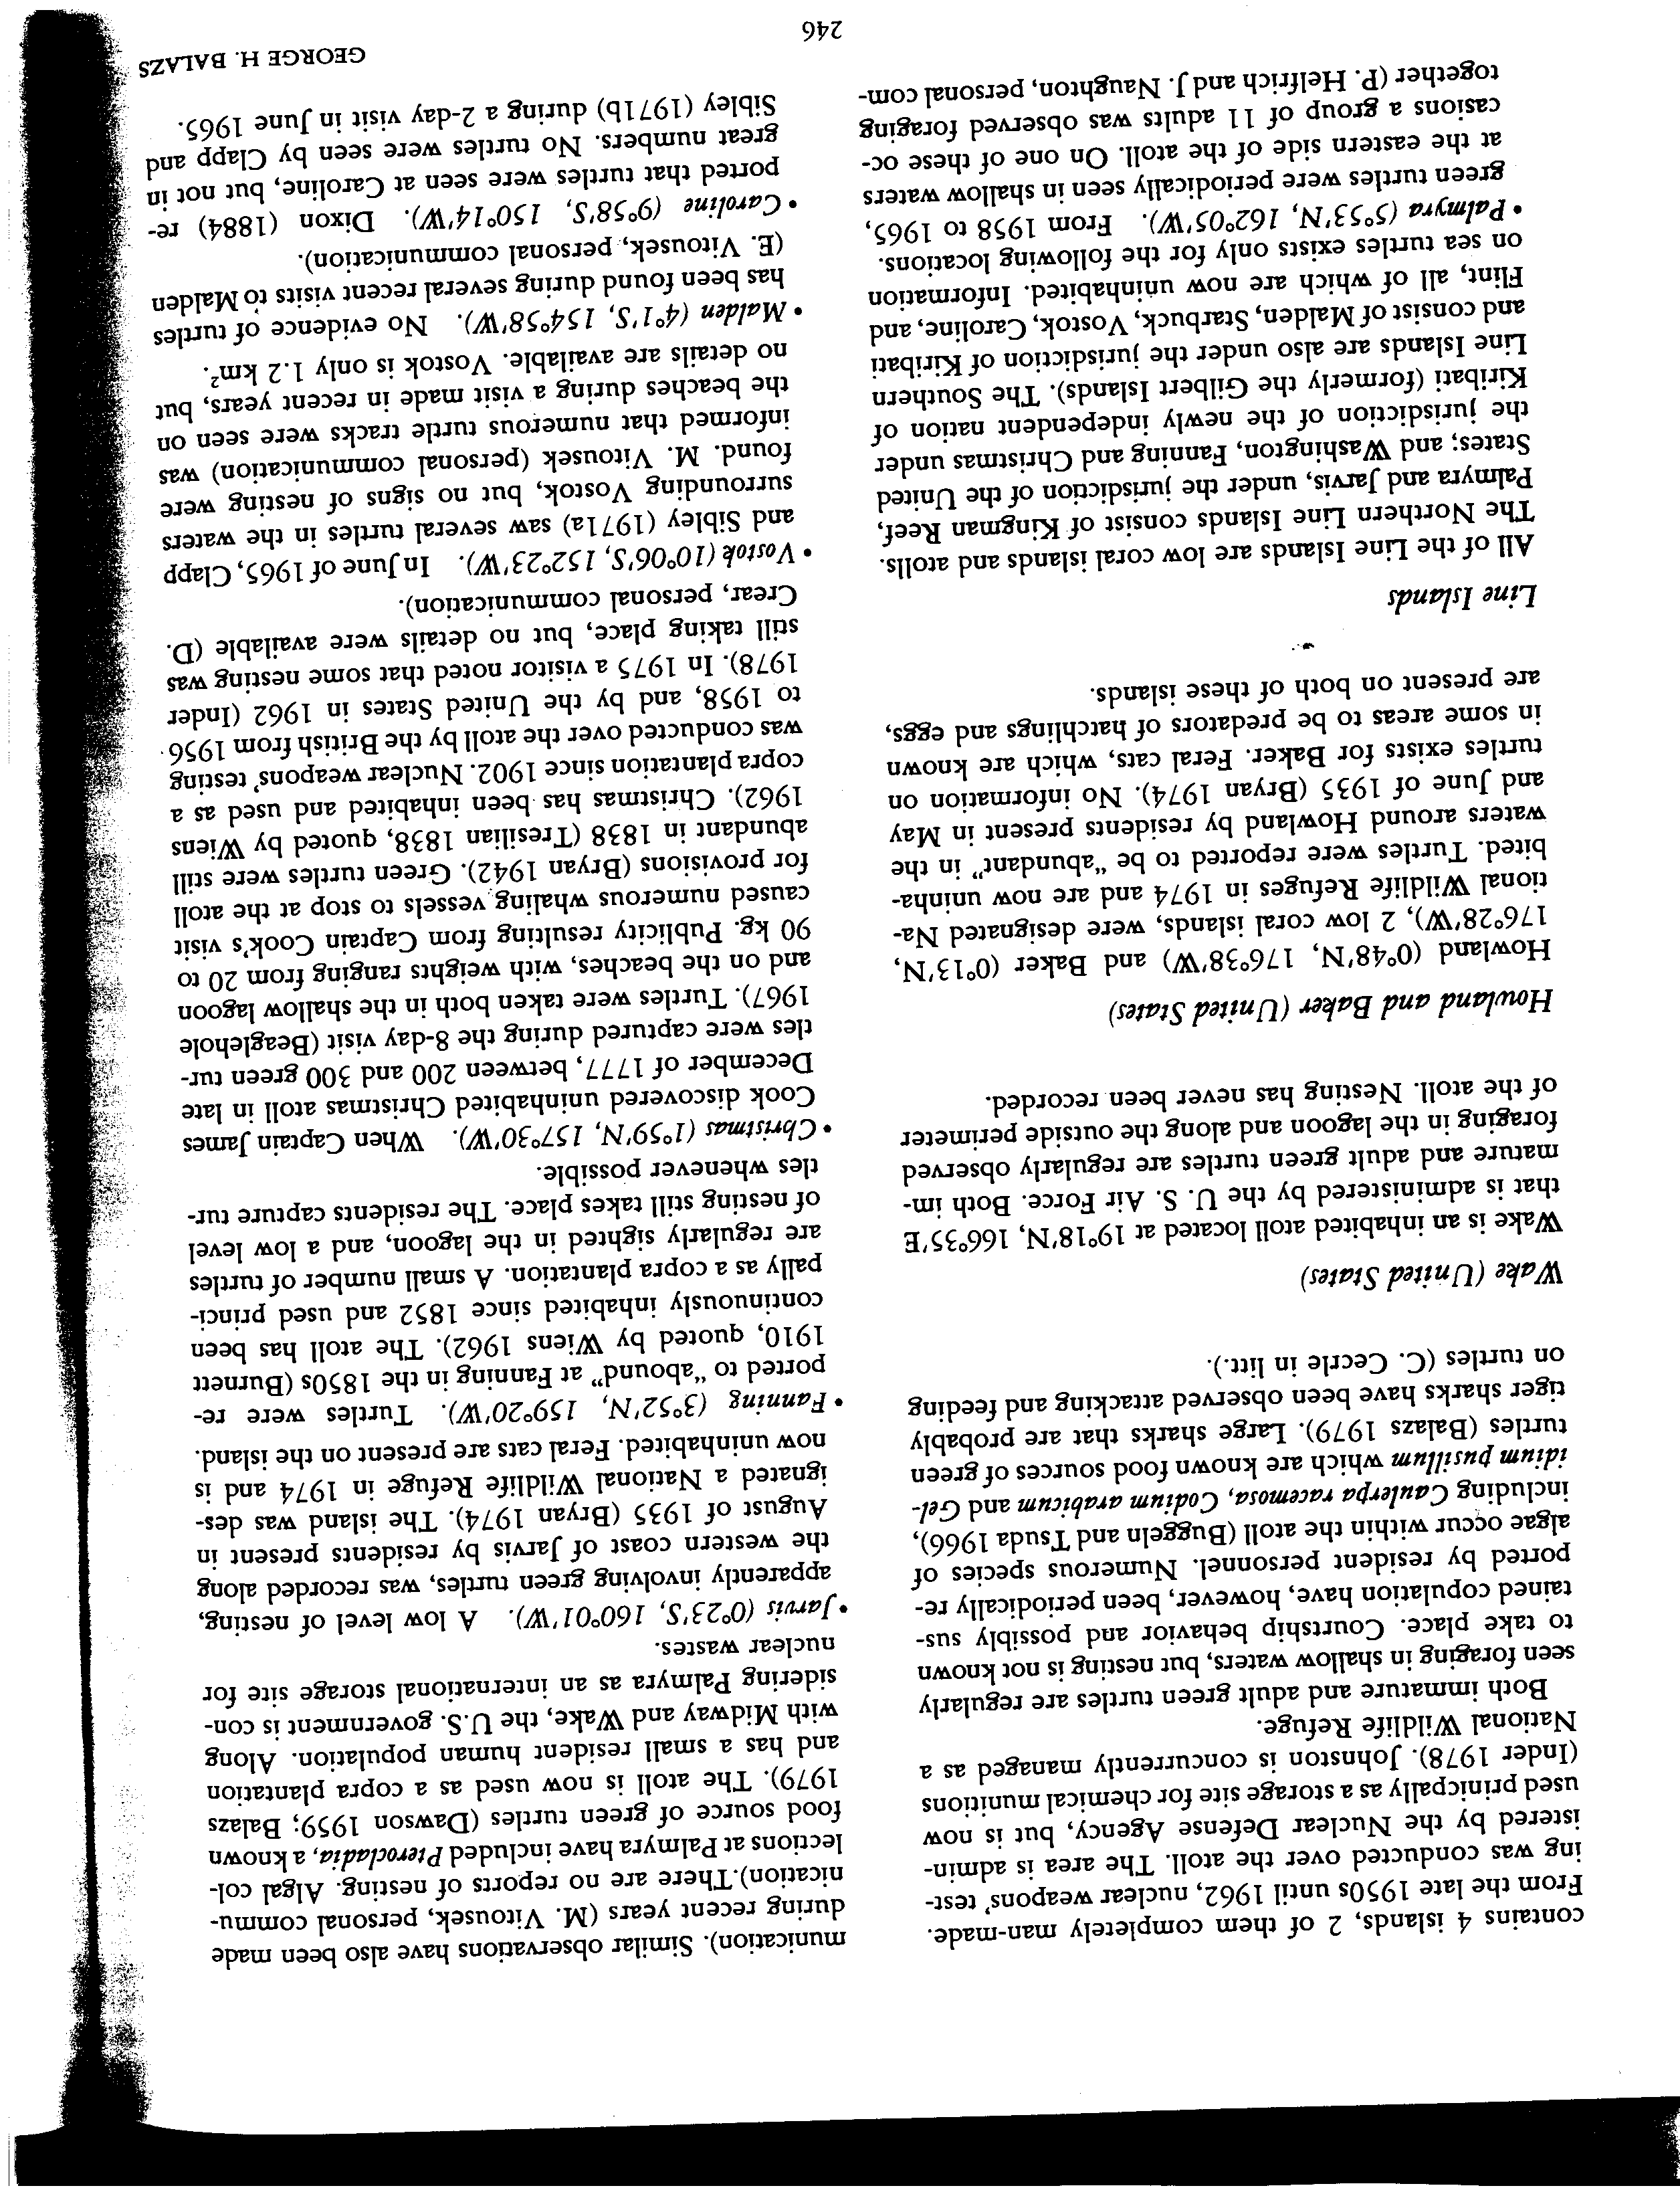 contains 4 islands, 2 of them completely man-made.
From the late 1950s until 1962, nuclear weapons' test-
ing was conducted over the atoll. The area is admin-
istered by the Nuclear Defense Agency, but is now
used prinicpally as a storage site for chemical munitions
(Inder 1978). Johnston is concurrently managed as a
National Wildlife Refuge.
Both immature and adult green turtles are regularly
seen foraging in shallow waters, but nesting is not known
to take place. Courtship behavior and possibly sus-
tained copulation have, however, been periodically re-
ported by resident personnel. Numerous species of
algae occur within the atoll (Buggeln and Tsuda 1966),
including Caulerpa racemosa, Codium arabicum and Gel-
idium pusillum which are known food sources of green
turtles (Balazs 1979). Large sharks that are probably
tiger sharks have been observed attacking and feeding
on turtles (C. Cecrle in litt.).
Wake (United States)
Wake is an inhabited atoll located at 19°18'N, 166°35'E
that is administered by the U. S. Air Force. Both im-
mature and adult green turtles are regularly observed
foraging in the lagoon and along the outside perimeter
of the atoll. Nesting has never been recorded.
Howland and Baker (United States)
Howland (0°48'N, 176°38'W) and Baker (0°13'N,
176°28'W), 2 low coral islands, were designated Na-
tional Wildlife Refuges in 1974 and are now uninha-
bited. Turtles were reported to be "abundant" in the
waters around Howland by residents present in May
and June of 1935 (Bryan 1974). No information on
turtles exists for Baker. Feral cats, which are known
in some areas to be predators of hatchlings and eggs,
are present on both of these islands.
Line Islands
All of the Line Islands are low coral islands and atolls.
The Northern Line Islands consist of Kingman Reef,
Palmyra and Jarvis, under the jurisdiction of the United
States; and Washington, Fanning and Christmas under
the jurisdiction of the newly independent nation of
Kiribati (formerly the Gilbert Islands). The Southern
Line Islands are also under the jurisdiction of Kiribati
and consist of Malden, Starbuck, Vostok, Caroline, and
Flint, all of which are now uninhabited. Information
on sea turtles exists only for the following locations.
• Palmyra (5°53'N, 162°05'W). From 1958 to 1965,
green turtles were periodically seen in shallow waters
at the eastern side of the atoll. On one of these oc-
casions a group of 11 adults was observed foraging
together (P. Helfrich and J. Naughton, personal com-
munication). Similar observations have also been made
during recent years (M. Vitousek, personal commu-
nication).There are no reports of nesting. Algal col-
lections at Palmyra have included Pterocladia, a known
food source of green turtles (Dawson 1959; Balazs
1979). The atoll is now used as a copra plantation
and has a small resident human population. Along
with Midway and Wake, the U.S. government is con-
sidering Palmyra as an international storage site for
nuclear wastes.
• Jarvis (0°23'S, 160°01'W). A low level of nesting,
apparently involving green turtles, was recorded along
the western coast of Jarvis by residents present in
August of 1935 (Bryan 1974). The island was des-
ignated a National Wildlife Refuge in 1974 and is
now uninhabited. Feral cats are present on the island.
• Fanning (3°52'N, 159°20'W). Turtles were re-
ported to "abound" at Fanning in the 1850s (Burnett
1910, quoted by Wiens 1962). The atoll has been
continuously inhabited since 1852 and used princi-
pally as a copra plantation. A small number of turtles
are regularly sighted in the lagoon, and a low level
of nesting still takes place. The residents capture tur-
tles whenever possible.
• Christmas (1°59'N, 157°30'W). When Captain James
Cook discovered uninhabited Christmas atoll in late
December of 1777, between 200 and 300 green tur-
tles were captured during the 8-day visit (Beaglehole
1967). Turtles were taken both in the shallow lagoon
and on the beaches, with weights ranging from 20 to
90 kg. Publicity resulting from Captain Cook's visit
caused numerous whaling vessels to stop at the atoll
for provisions (Bryan 1942). Green turtles were still
abundant in 1838 (Tresilian 1838, quoted by Wiens
1962). Christmas has been inhabited and used as a
copra plantation since 1902. Nuclear weapons' testing
was conducted over the atoll by the British from 1956
to 1958, and by the United States in 1962 (Inder
1978). In 1975 a visitor noted that some nesting was
still taking place, but no details were available (D.
Crear, personal communication).
• Vostok (10°06'S, 152°23'W). In June of 1965, Clapp
and Sibley (1971a) saw several turtles in the waters
surrounding Vostok, but no signs of nesting were
found. M. Vitousek (personal communication) was
informed that numerous turtle tracks were seen on
the beaches during a visit made in recent years, but
no details are available. Vostok is only 1.2 km².
• Malden (4°1'S, 154°58'W). No evidence of turtles
has been found during several recent visits to Malden
(E. Vitousek, personal communication).
• Caroline (9°58'S, 150°14'W). Dixon (1884) re-
ported that turtles were seen at Caroline, but not in
great numbers. No turtles were seen by Clapp and
Sibley (1971b) during a 2-day visit in June 1965.
GEORGE H. BALAZS
246